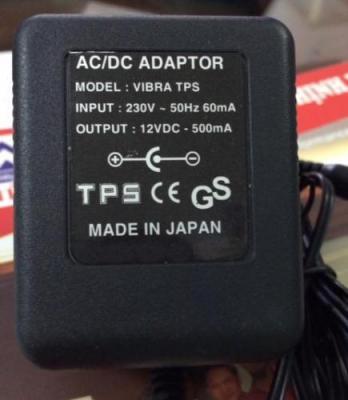 AC/DC ADAPTOR
MODEL : VIBRA TPS
INPUT : 230V ~ 50Hz 60mA
OUTPUT : 12VDC - 500mA
TPS CE GS
MADE IN JAPAN